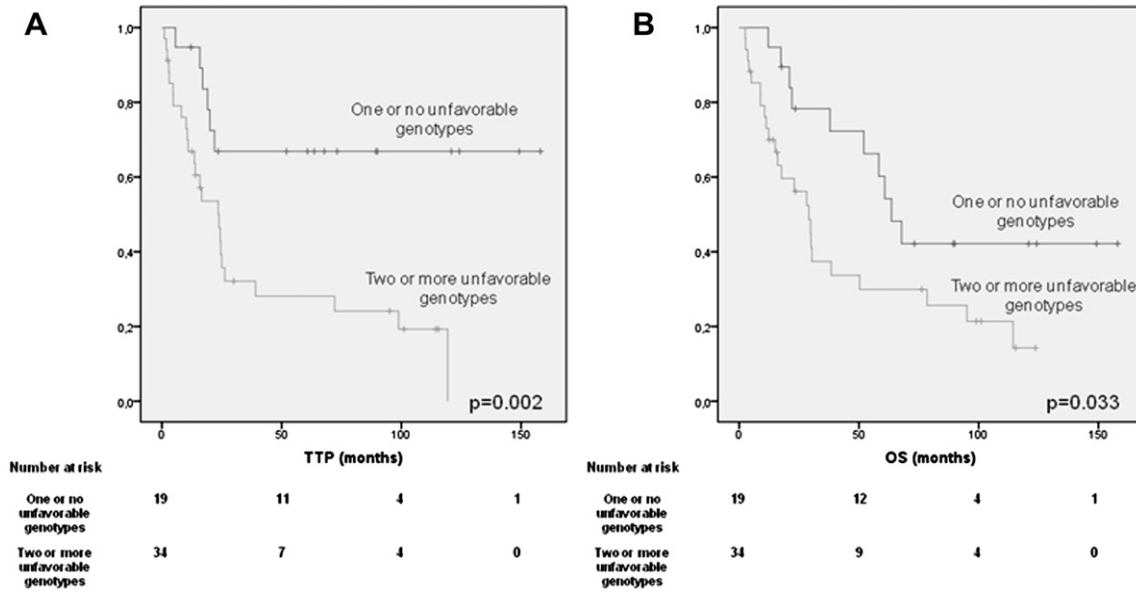 A
1,0
0,8
0,6
0,4
0,2
0,0
One or no unfavorable
genotypes
Two or more unfavorable
genotypes
p=0.002
0 50 100 150
TTP (months)
Number at risk
One or no
unfavorable
genotypes
19 11 4 1
Two or more
unfavorable
genotypes
34 7 4 0
B
1,0
0,8
0,6
0,4
0,2
0,0
One or no unfavorable
genotypes
Two or more unfavorable
genotypes
p=0.033
0 50 100 150
OS (months)
Number at risk
One or no
unfavorable
genotypes
19 12 4 1
Two or more
unfavorable
genotypes
34 9 4 0